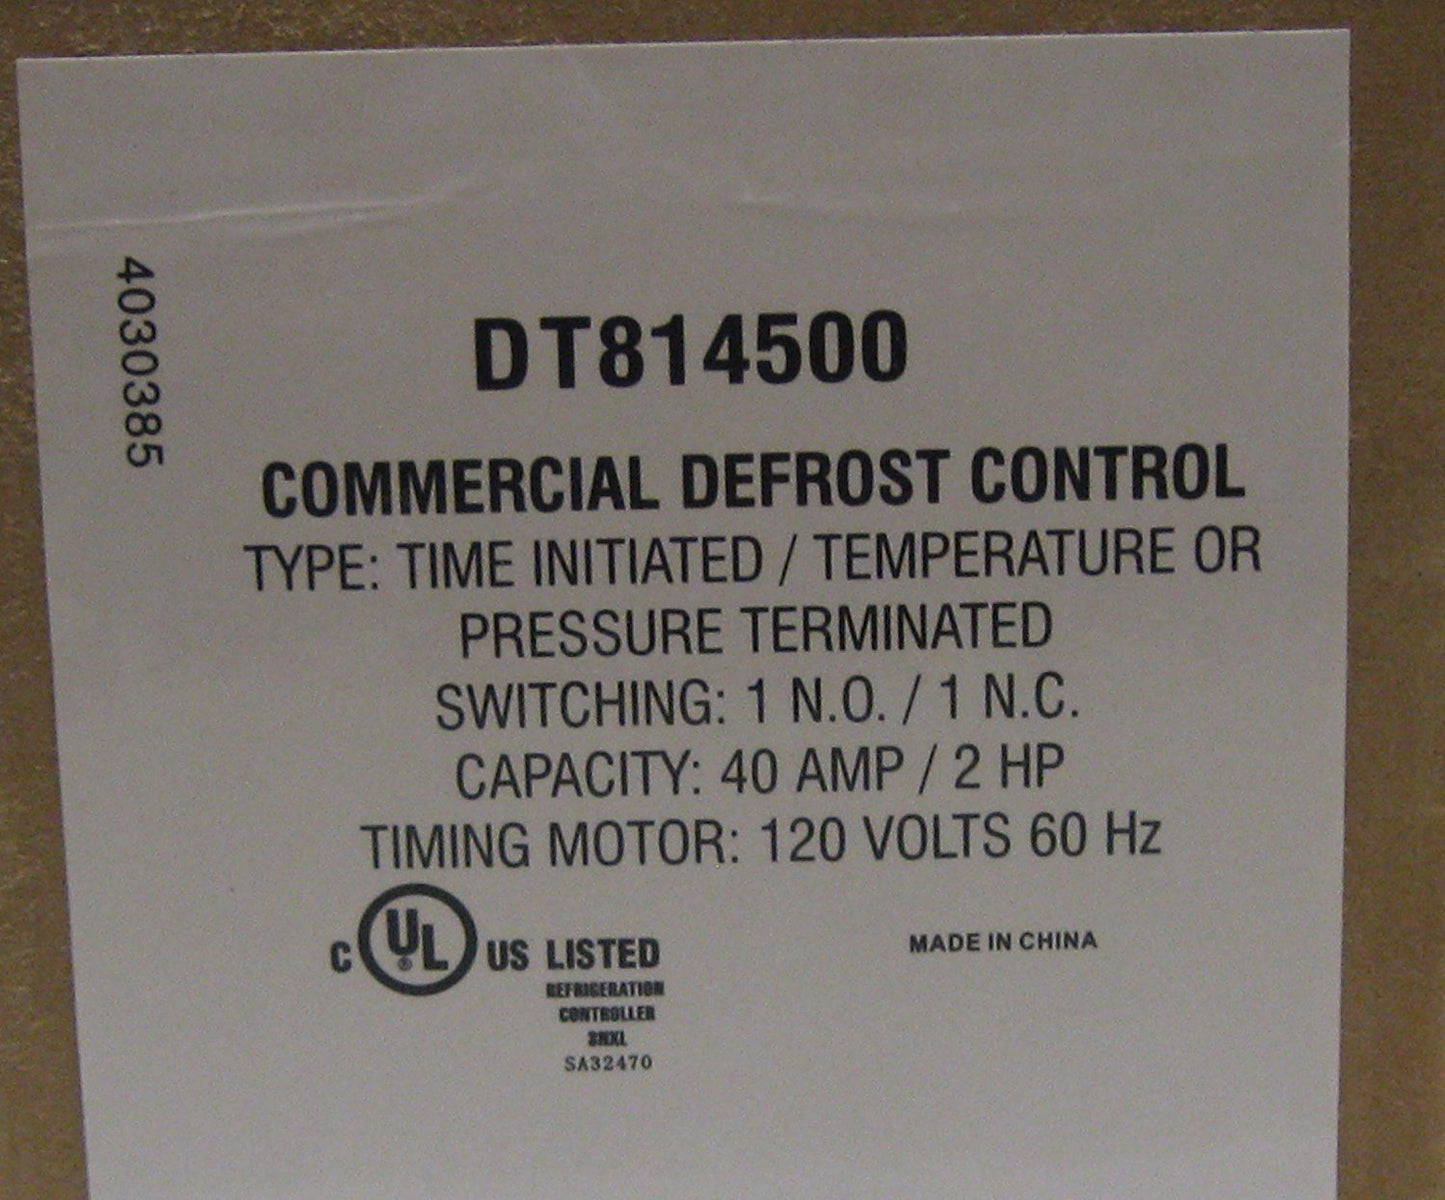 4030385
DT814500
COMMERCIAL DEFROST CONTROL
TYPE: TIME INITIATED / TEMPERATURE OR
PRESSURE TERMINATED
SWITCHING: 1 N.O. / 1 N.C.
CAPACITY: 40 AMP / 2 HP
TIMING MOTOR: 120 VOLTS 60 Hz
C UL ® US LISTED
MADE IN CHINA
REFRIGERATION
CONTROLLER
SA32470